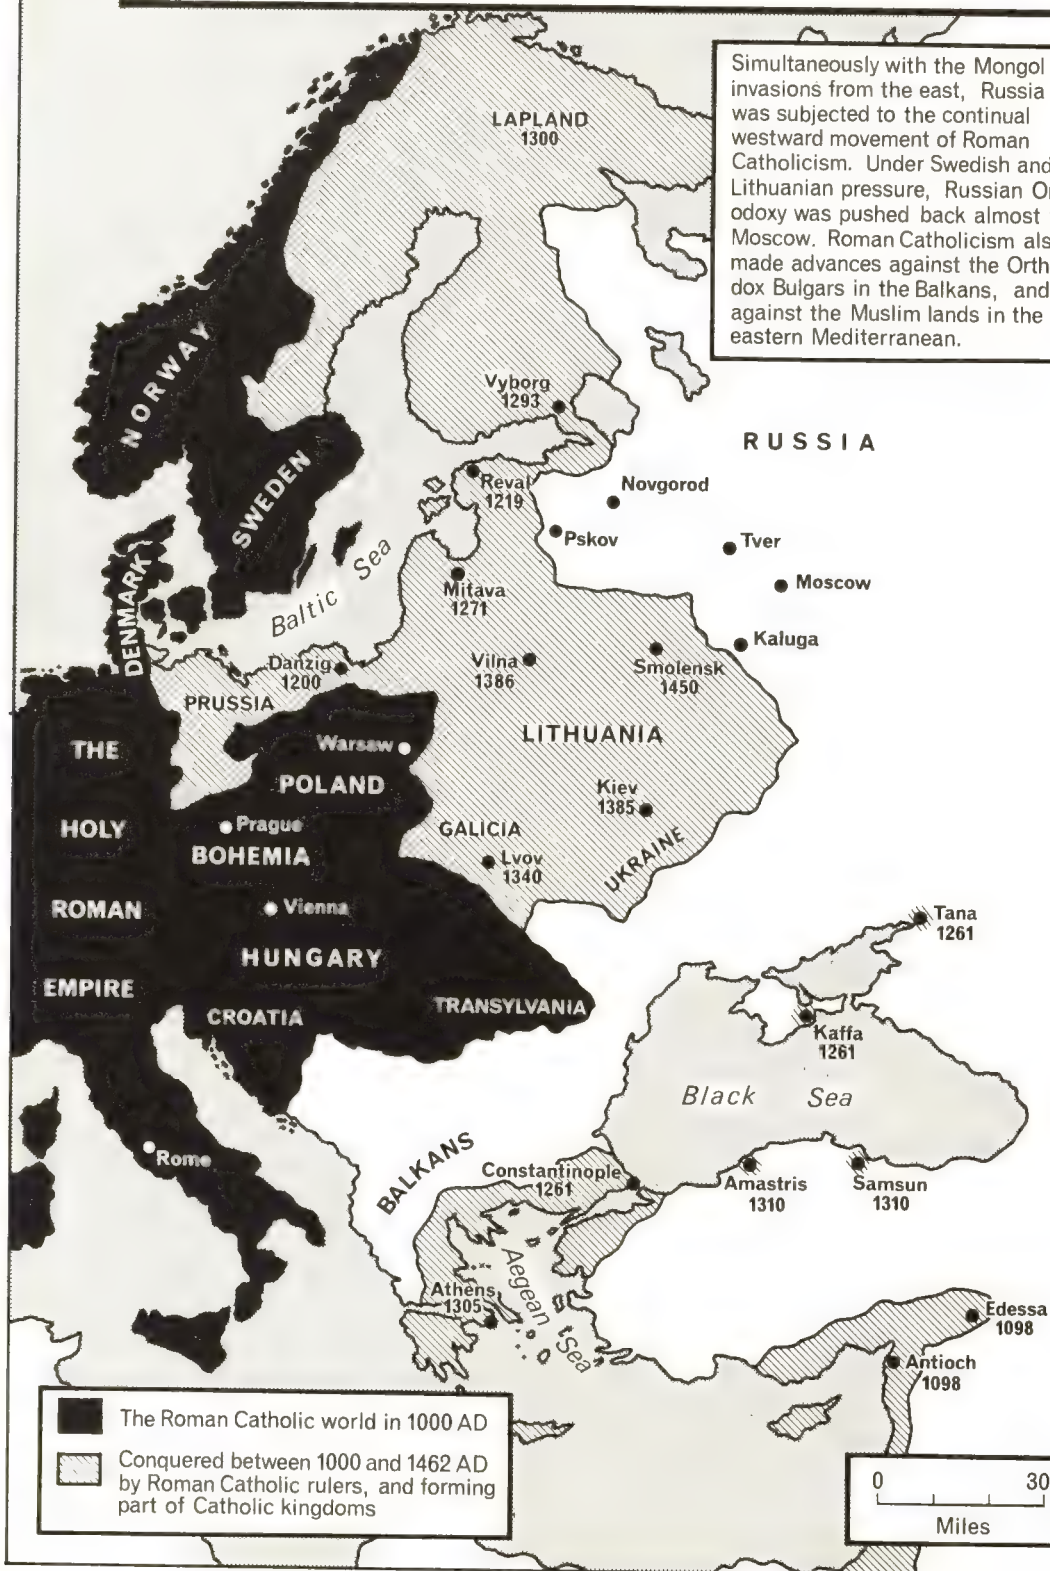 Simultaneously with the Mongol
invasions from the east, Russia
was subjected to the continual
westward movement of Roman
Catholicism. Under Swedish and
Lithuanian pressure, Russian Or
odoxy was pushed back almost
Moscow. Roman Catholicism als
made advances against the Orth
dox Bulgars in the Balkans, and
against the Muslim lands in the
eastern Mediterranean.
LAPLAND
1300
NORWAY
SWEDEN
DENMARK
Vyborg
1293
RUSSIA
Reval
1219
Novgorod
Pskov
Tver
Moscow
Kaluga
Baltic Sea
Mitava
1271
Danzig
1200
Vilna
1386
Smolensk
1450
PRUSSIA
LITHUANIA
THE
HOLY
ROMAN
EMPIRE
Warsaw
POLAND
Kiev
1385
Prague
BOHEMIA
GALICIA
Lvov
1340
UKRAINE
Vienna
HUNGARY
Tana
1261
CROATIA
TRANSYLVANIA
Kaffa
1261
Black Sea
Rome
BALKANS
Constantinople
1261
Amastris
1310
Samsun
1310
Aegean Sea
Athens
1305
Edessa
1098
Antioch
1098
The Roman Catholic world in 1000 AD
Conquered between 1000 and 1462 AD
by Roman Catholic rulers, and forming
part of Catholic kingdoms
0 30
Miles